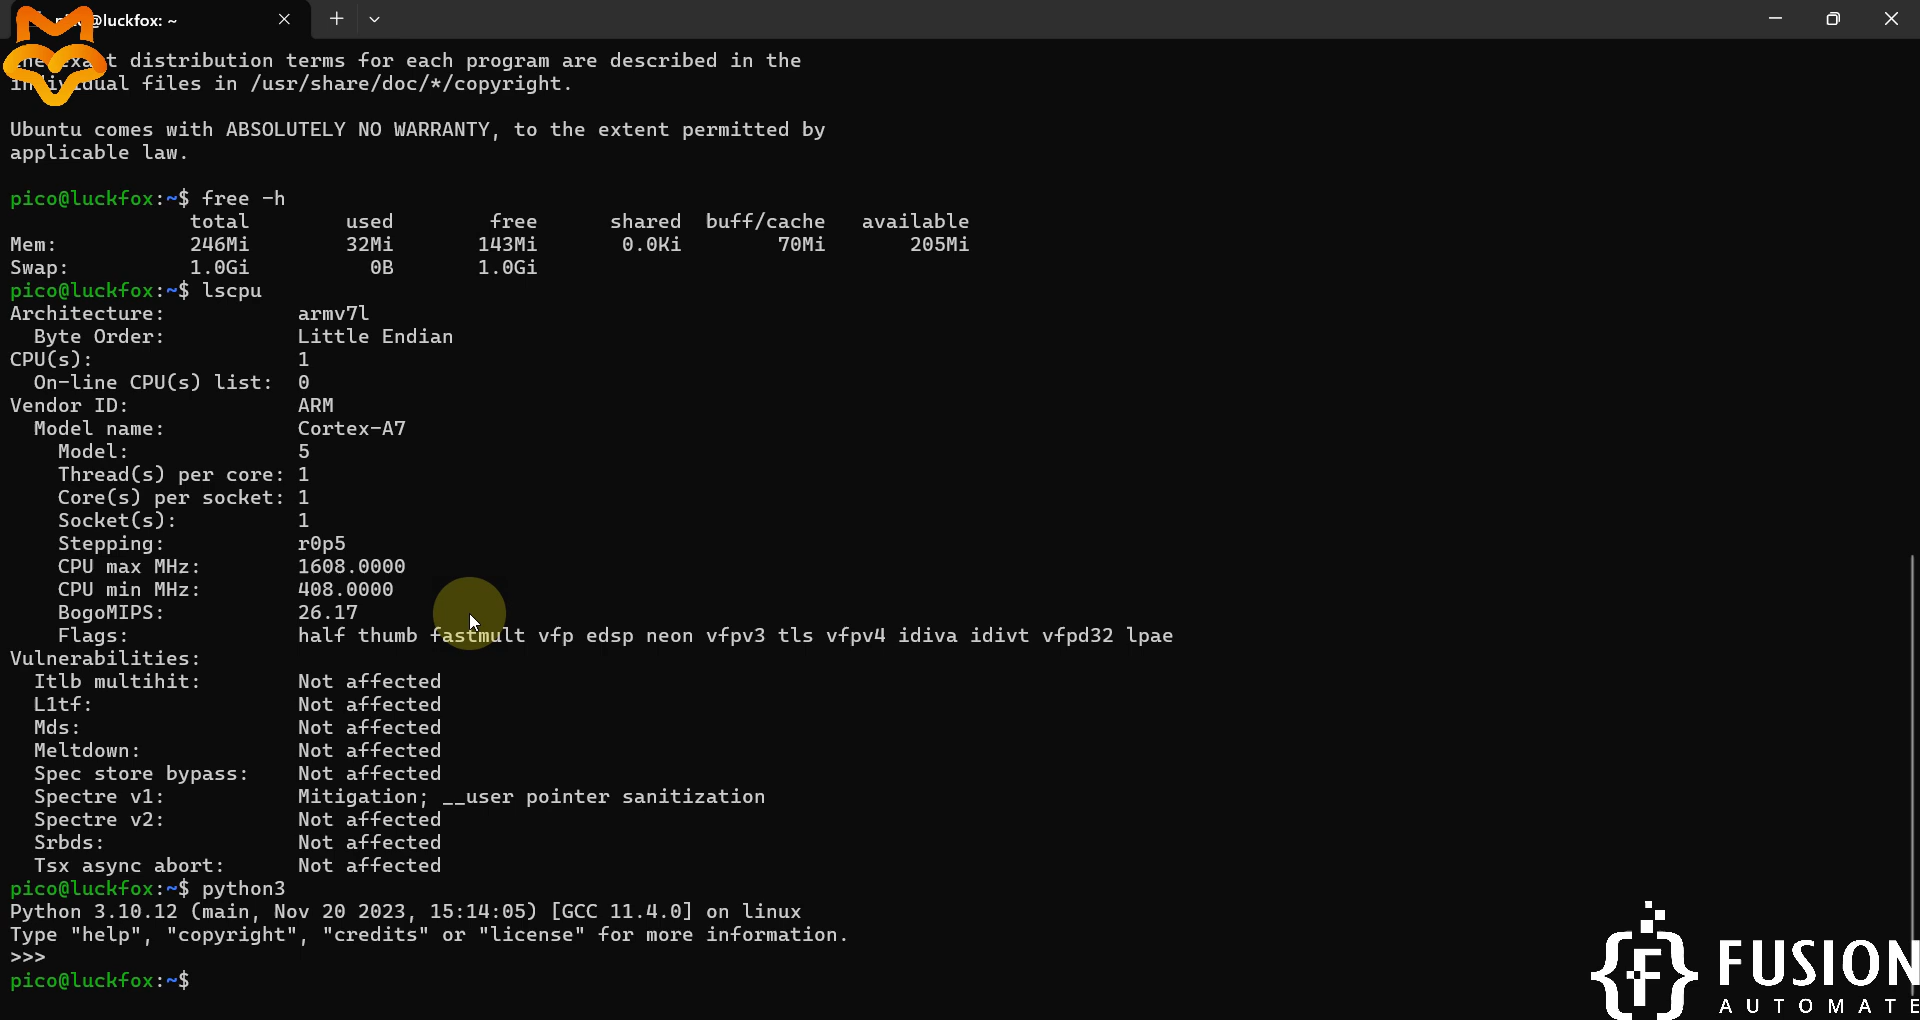 @luckfox: ~
distribution terms for each program are described in the
files in /usr/share/doc/*/copyright.
Ubuntu comes with ABSOLUTELY NO WARRANTY, to the extent permitted by
applicable law.
pico@luckfox:~$ free -h
total used free shared buff/cache available
Mem: 246Mi 32Mi 143Mi 0.0Ki 70Mi 205Mi
Swap: 1.0Gi 0B 1.0Gi
pico@luckfox:~$ lscpu
Architecture: armv7l
Byte Order: Little Endian
CPU(s): 1
On-line CPU(s) list: 0
Vendor ID: ARM
Model name: Cortex-A7
Model: 5
Thread(s) per core: 1
Core(s) per socket: 1
Socket(s): 1
Stepping: r0p5
CPU max MHz: 1608.0000
CPU min MHz: 408.0000
BogoMIPS: 26.17
Flags: half thumb fastmult vfp edsp neon vfpv3 tls vfpv4 idiva idivt vfpd32 lpae
Vulnerabilities:
Itlb multihit: Not affected
L1tf: Not affected
Mds: Not affected
Meltdown: Not affected
Spec store bypass: Not affected
Spectre v1: Mitigation; __user pointer sanitization
Spectre v2: Not affected
Srbds: Not affected
Tsx async abort: Not affected
pico@luckfox:~$ python3
Python 3.10.12 (main, Nov 20 2023, 15:14:05) [GCC 11.4.0] on linux
Type "help", "copyright", "credits" or "license" for more information.
>>>
pico@luckfox:~$
FUSION
AUTOMATE